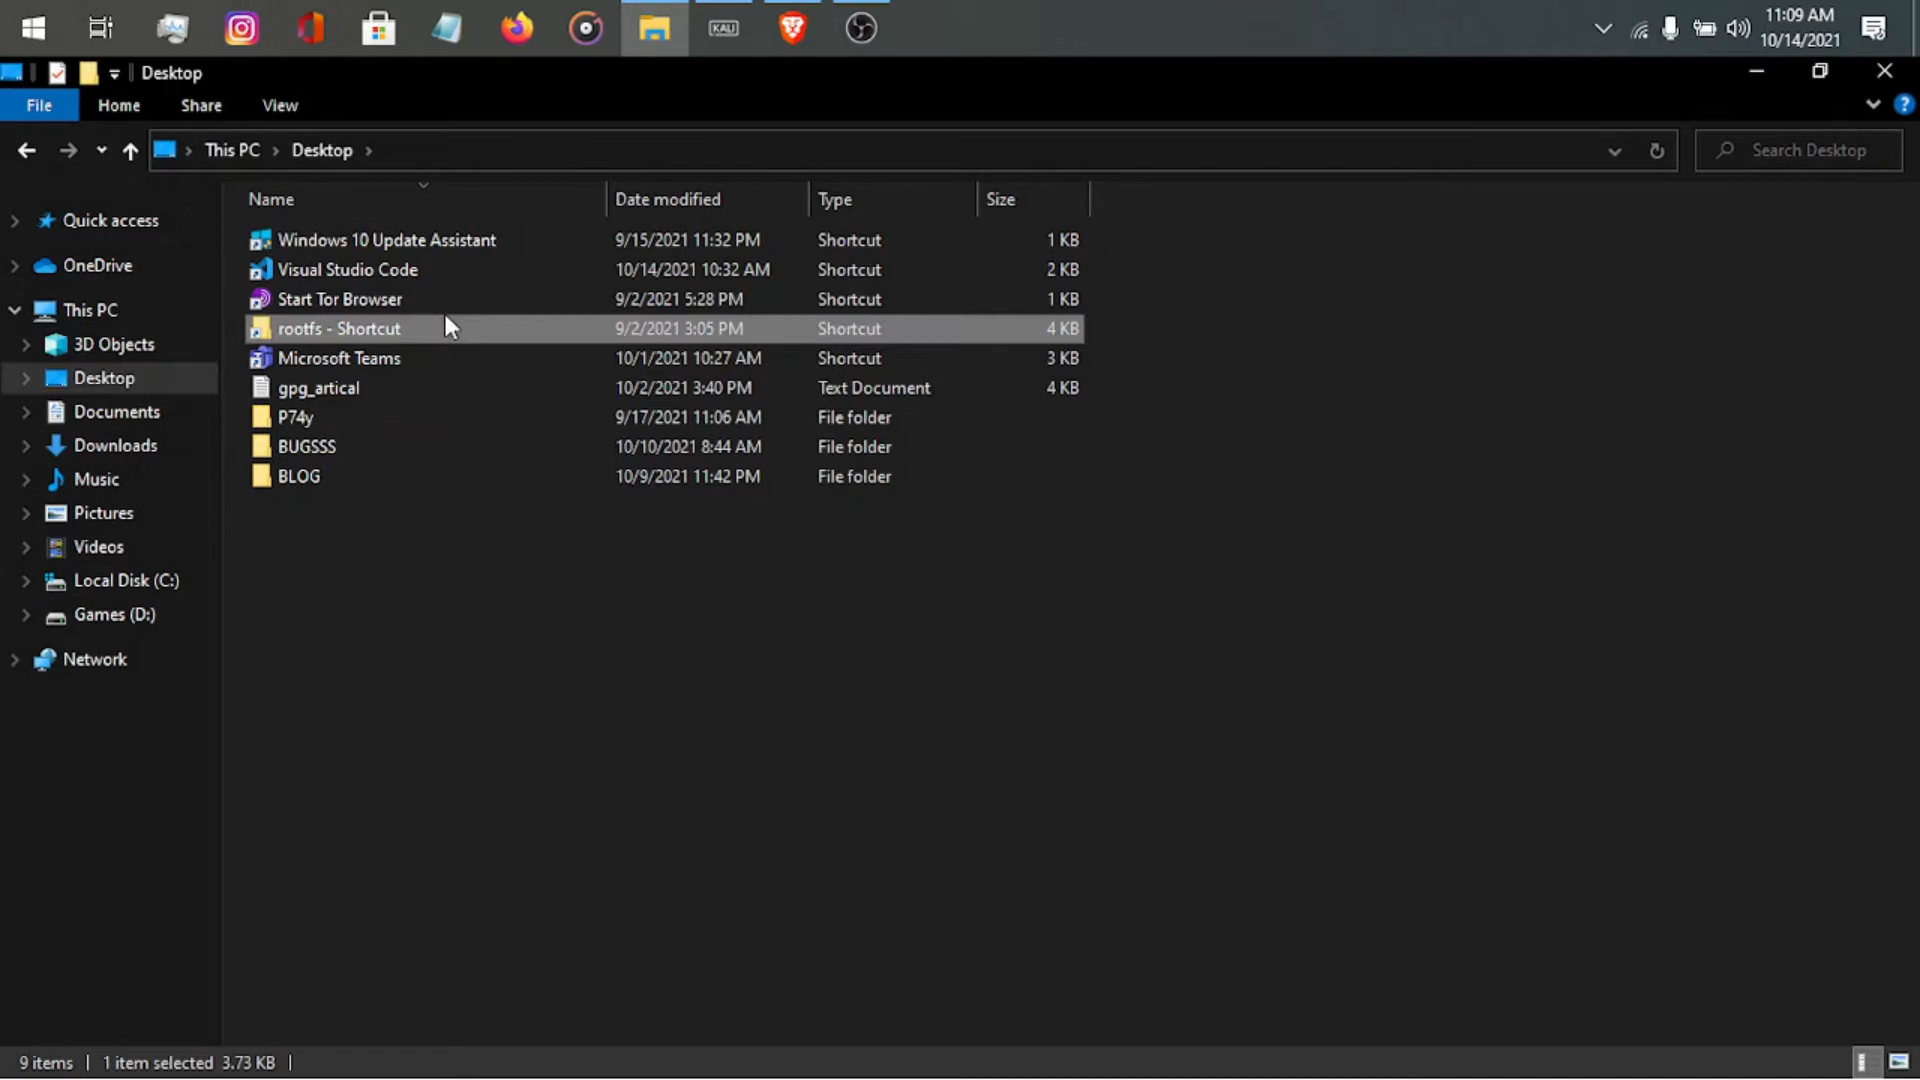 KALI
11:09 AM
10/14/2021
Desktop
File Home Share View
This PC Desktop
Search Desktop
Name Date modified Type Size
Quick access
OneDrive
This PC
3D Objects
Desktop
Documents
Downloads
Music
Pictures
Videos
Local Disk (C:)
Games (D:)
Network
Windows 10 Update Assistant 9/15/2021 11:32 PM Shortcut 1 KB
Visual Studio Code 10/14/2021 10:32 AM Shortcut 2 KB
Start Tor Browser 9/2/2021 5:28 PM Shortcut 1 KB
rootfs - Shortcut 9/2/2021 3:05 PM Shortcut 4 KB
Microsoft Teams 10/1/2021 10:27 AM Shortcut 3 KB
gpg_artical 10/2/2021 3:40 PM Text Document 4 KB
P74y 9/17/2021 11:06 AM File folder
BUGSSS 10/10/2021 8:44 AM File folder
BLOG 10/9/2021 11:42 PM File folder
9 items 1 item selected 3.73 KB